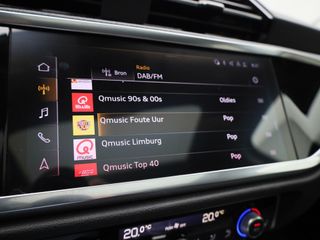 Radio
Bron DAB/FM
Qmusic 90s & 00s Oldies
Qmusic Foute Uur Pop
Qmusic Limburg Pop
music
Qmusic Top 40 Pop
20.0°C 20.0°C